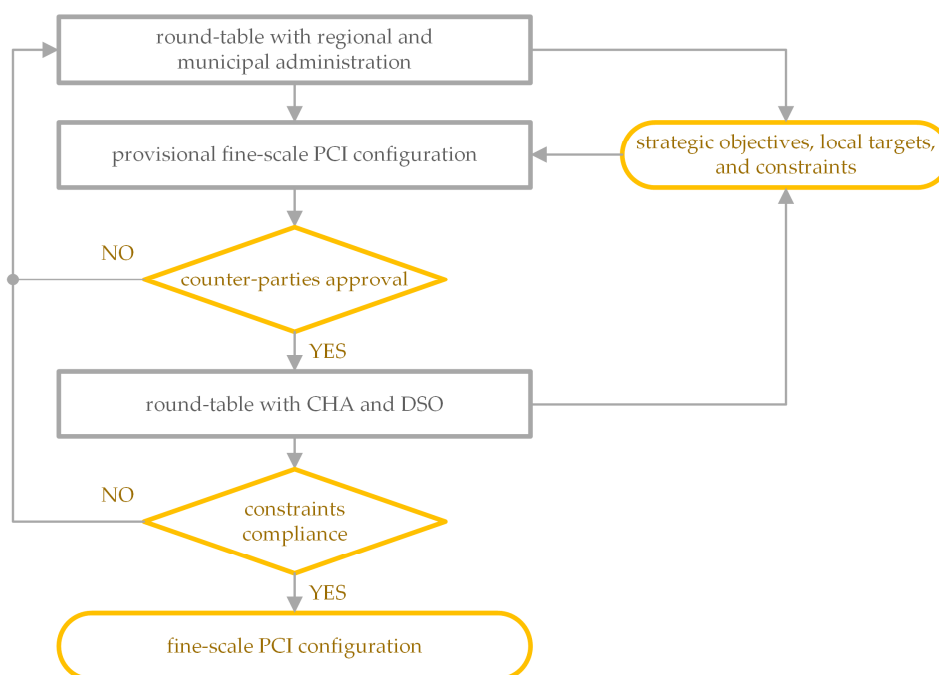 round-table with regional and
municipal administration
provisional fine-scale PCI configuration
strategic objectives, local targets,
and constraints
NO
counter-parties approval
YES
round-table with CHA and DSO
NO
constraints
compliance
YES
fine-scale PCI configuration